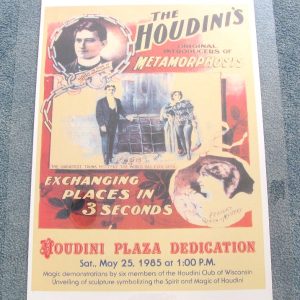 THE
HOUDINI'S
ORIGINAL
INTRODUCERS OF
METAMORPHOSIS
EXCHANGING
PLACES IN
3 SECONDS
HOUDINI PLAZA DEDICATION
Sat., May 25, 1985 at 1:00 P.M.
Magic demonstrations by six members of the Houdini Club of Wisconsin
Unveiling of sculpture symbolizing the Spirit and Magic of Houdini